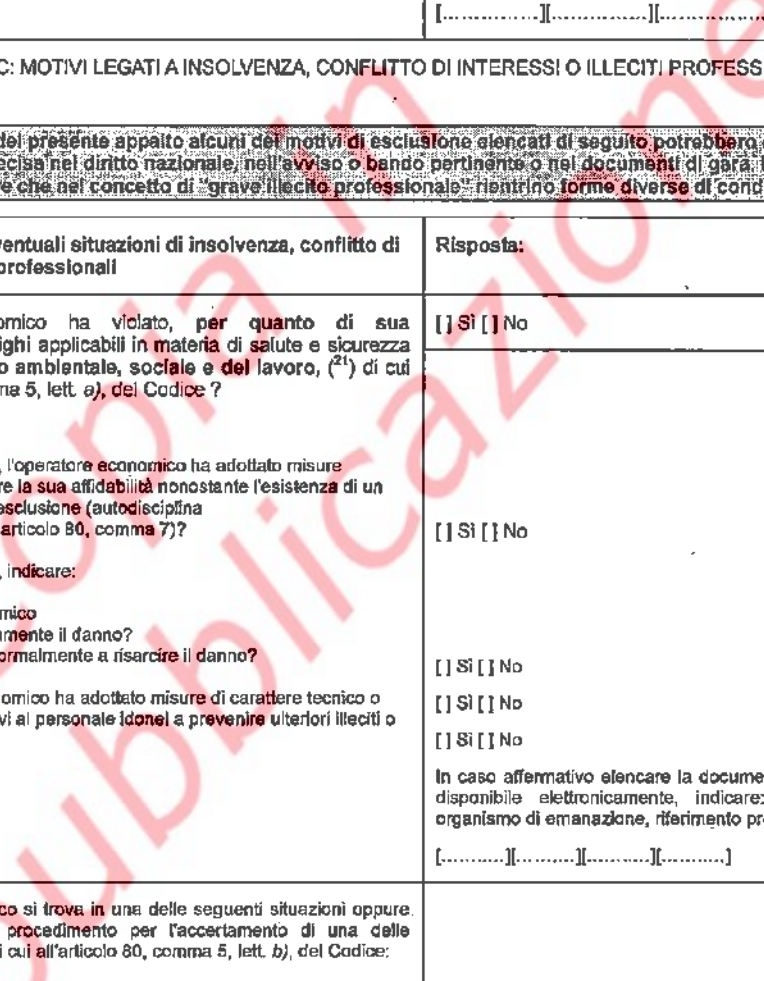 [................][...............][...............
C: MOTIVI LEGATI A INSOLVENZA, CONFLITTO DI INTERESSI O ILLECITI PROFESS
del presente appalto alcuni dei motivi di esclusione elencati di seguito potrebbero
ecisa nel diritto nazionale, nell'avviso o bando pertinente o nei documenti di gara
e che nel concetto di "grave illecito professionale" rientrino forme diverse di cond
ventuali situazioni di insolvenza, conflitto di
professionali
Risposta:
omico ha violato, per quanto di sua
ighi applicabili in materia di salute e sicurezza
o ambientale, sociale e del lavoro, (21) di cui
ma 5, lett. a), del Codice ?
[ ] Sì [ ] No
, l'operatore economico ha adottato misure
re la sua affidabilità nonostante l'esistenza di un
esclusione (autodisciplina
articolo 80, comma 7)?
[ ] Sì [ ] No
, indicare:
mico
amente il danno?
ormalmente a risarcire il danno?
[ ] Sì [ ] No
nomico ha adottato misure di carattere tecnico o
vi al personale idonei a prevenire ulteriori illeciti o
[ ] Sì [ ] No
[ ] Sì [ ] No
In caso affermativo elencare la docume
disponibile elettronicamente, indicare:
organismo di emanazione, riferimento pr
[...........][...........][...........][...........]
co si trova in una delle seguenti situazioni oppure
procedimento per l'accertamento di una delle
i cui all'articolo 80, comma 5, lett. b), del Codice:
copia in
pubblicazione